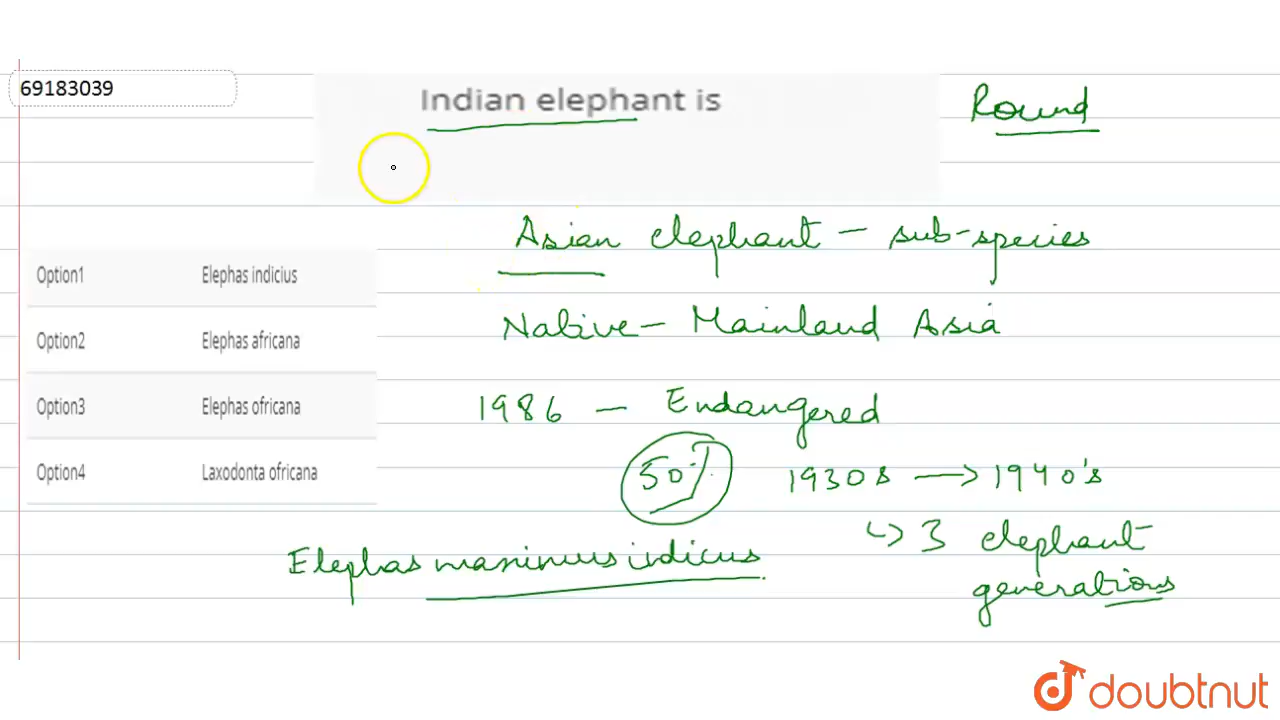 69183039
Indian elephant is
Round
Asian elephant – sub-species
Option1 Elephas indicius
Native – Mainland Asia
Option2 Elephas africana
Option3 Elephas ofricana
1986 – Endangered
Option4 Laxodonta ofricana
50% 1930s → 1940's
↳ 3 elephant
generations
Elephas maximus indicus
doubtnut